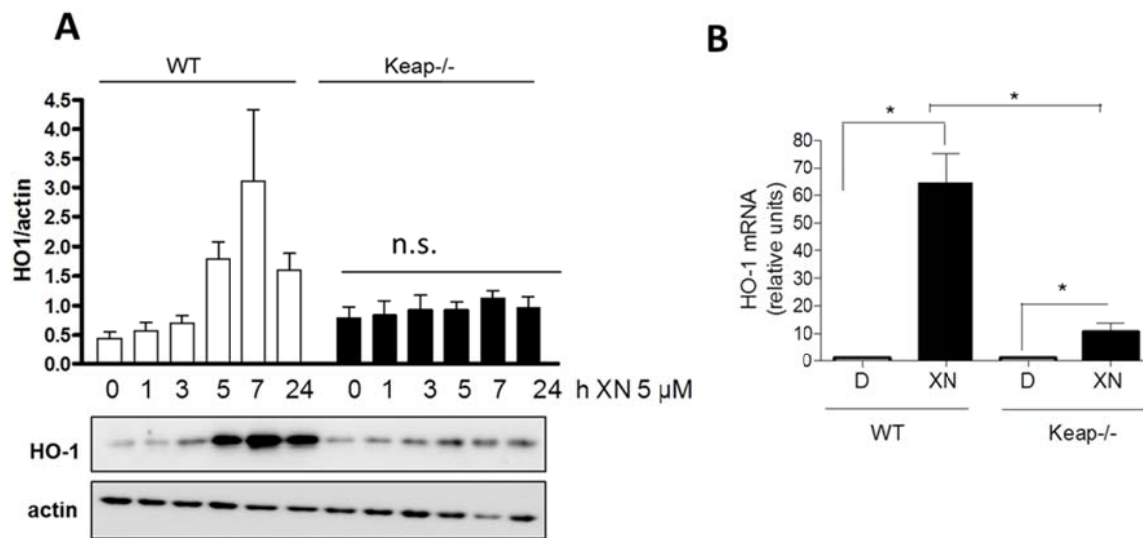 A
WT Keap-/-
4.5
4.0
3.5
3.0
2.5
2.0
1.5
1.0
0.5
0.0
HO1/actin
n.s.
0 1 3 5 7 24 0 1 3 5 7 24 h XN 5 µM
HO-1
actin
B
* *
80
70
60
50
40
30
20
10
0
HO-1 mRNA
(relative units)
*
D XN D XN
WT Keap-/-